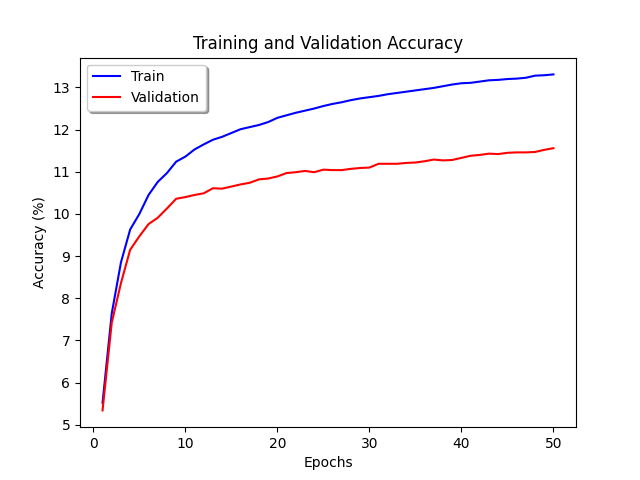 Training and Validation Accuracy
Train
Validation
Accuracy (%)
13
12
11
10
9
8
7
6
5
0 10 20 30 40 50
Epochs